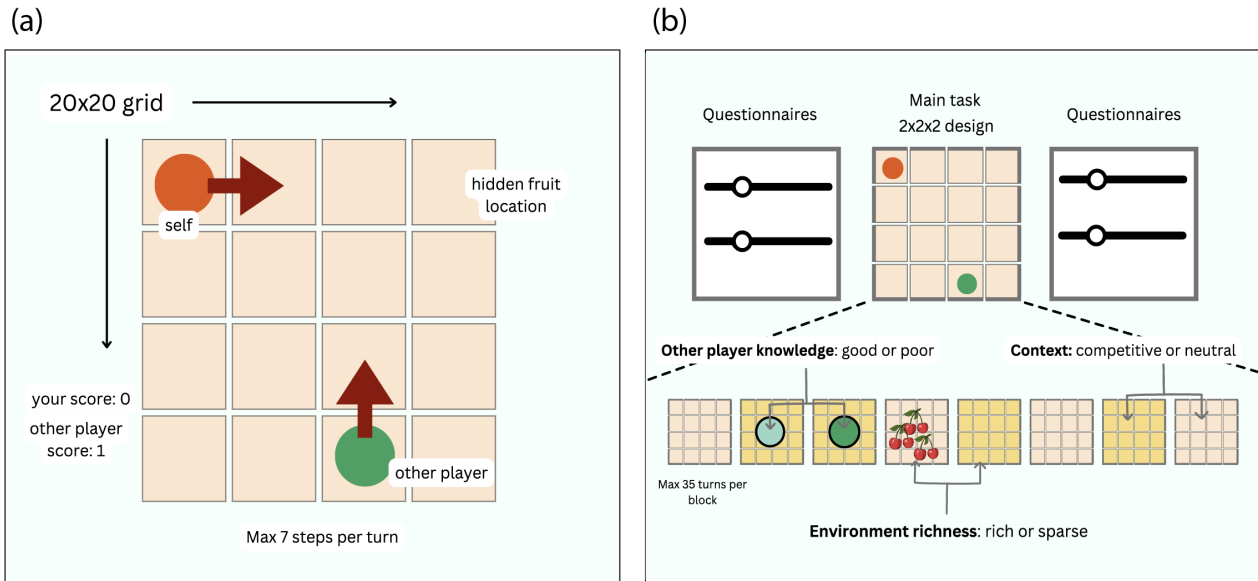 (a)
20x20 grid
self
hidden fruit
location
your score: 0
other player
score: 1
other player
Max 7 steps per turn
(b)
Questionnaires
Main task
2x2x2 design
Questionnaires
Other player knowledge: good or poor
Context: competitive or neutral
Max 35 turns per
block
Environment richness: rich or sparse